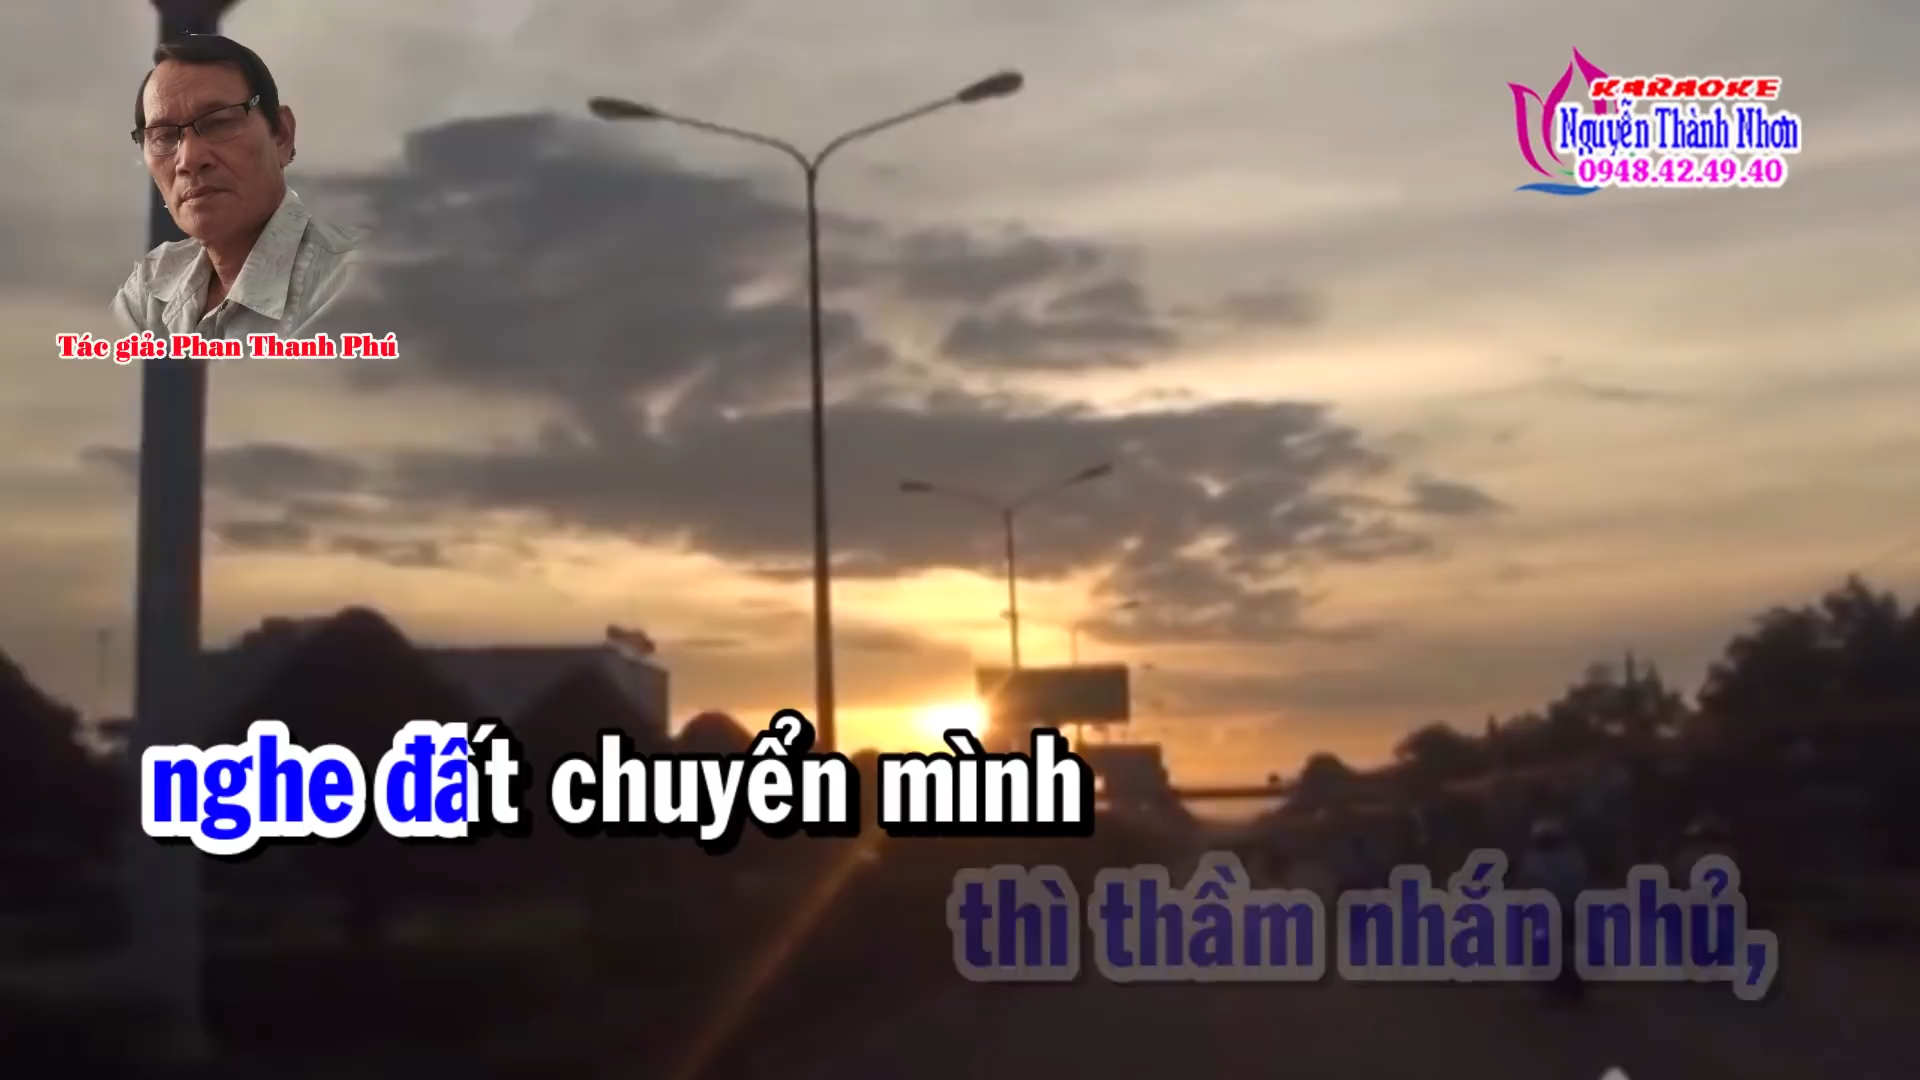 KARAOKE
Nguyễn Thành Nhơn
0948.42.49.40
Tác giả: Phan Thanh Phú
nghe đất chuyển mình
thì thầm nhắn nhủ,